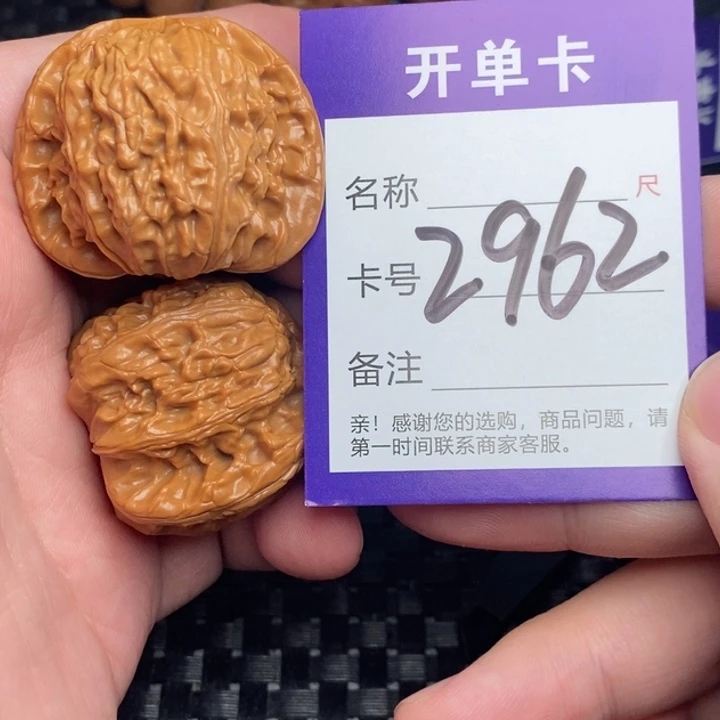 开单卡
名称 尺
卡号 2962
备注
亲！感谢您的选购，商品问题，请
第一时间联系商家客服。